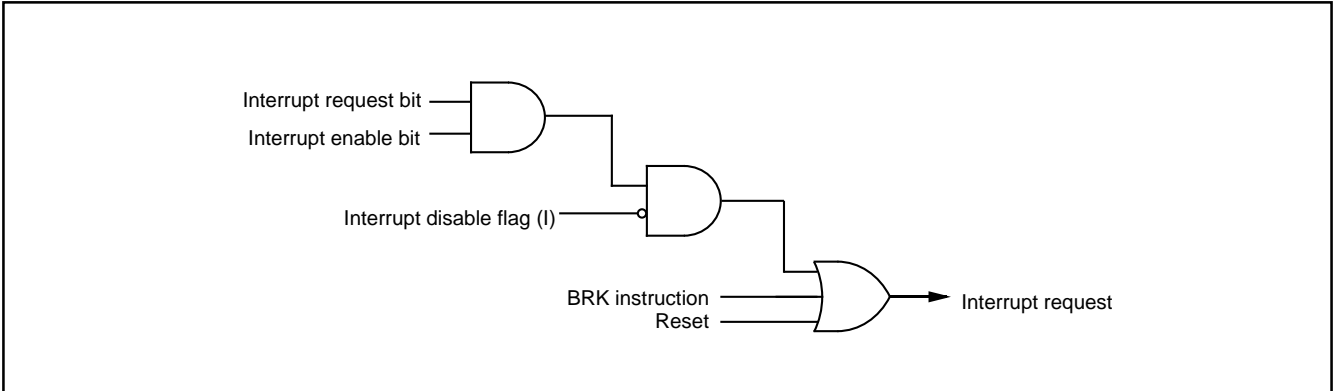 Interrupt request bit
Interrupt enable bit
Interrupt disable flag (I)
BRK instruction
Reset
Interrupt request